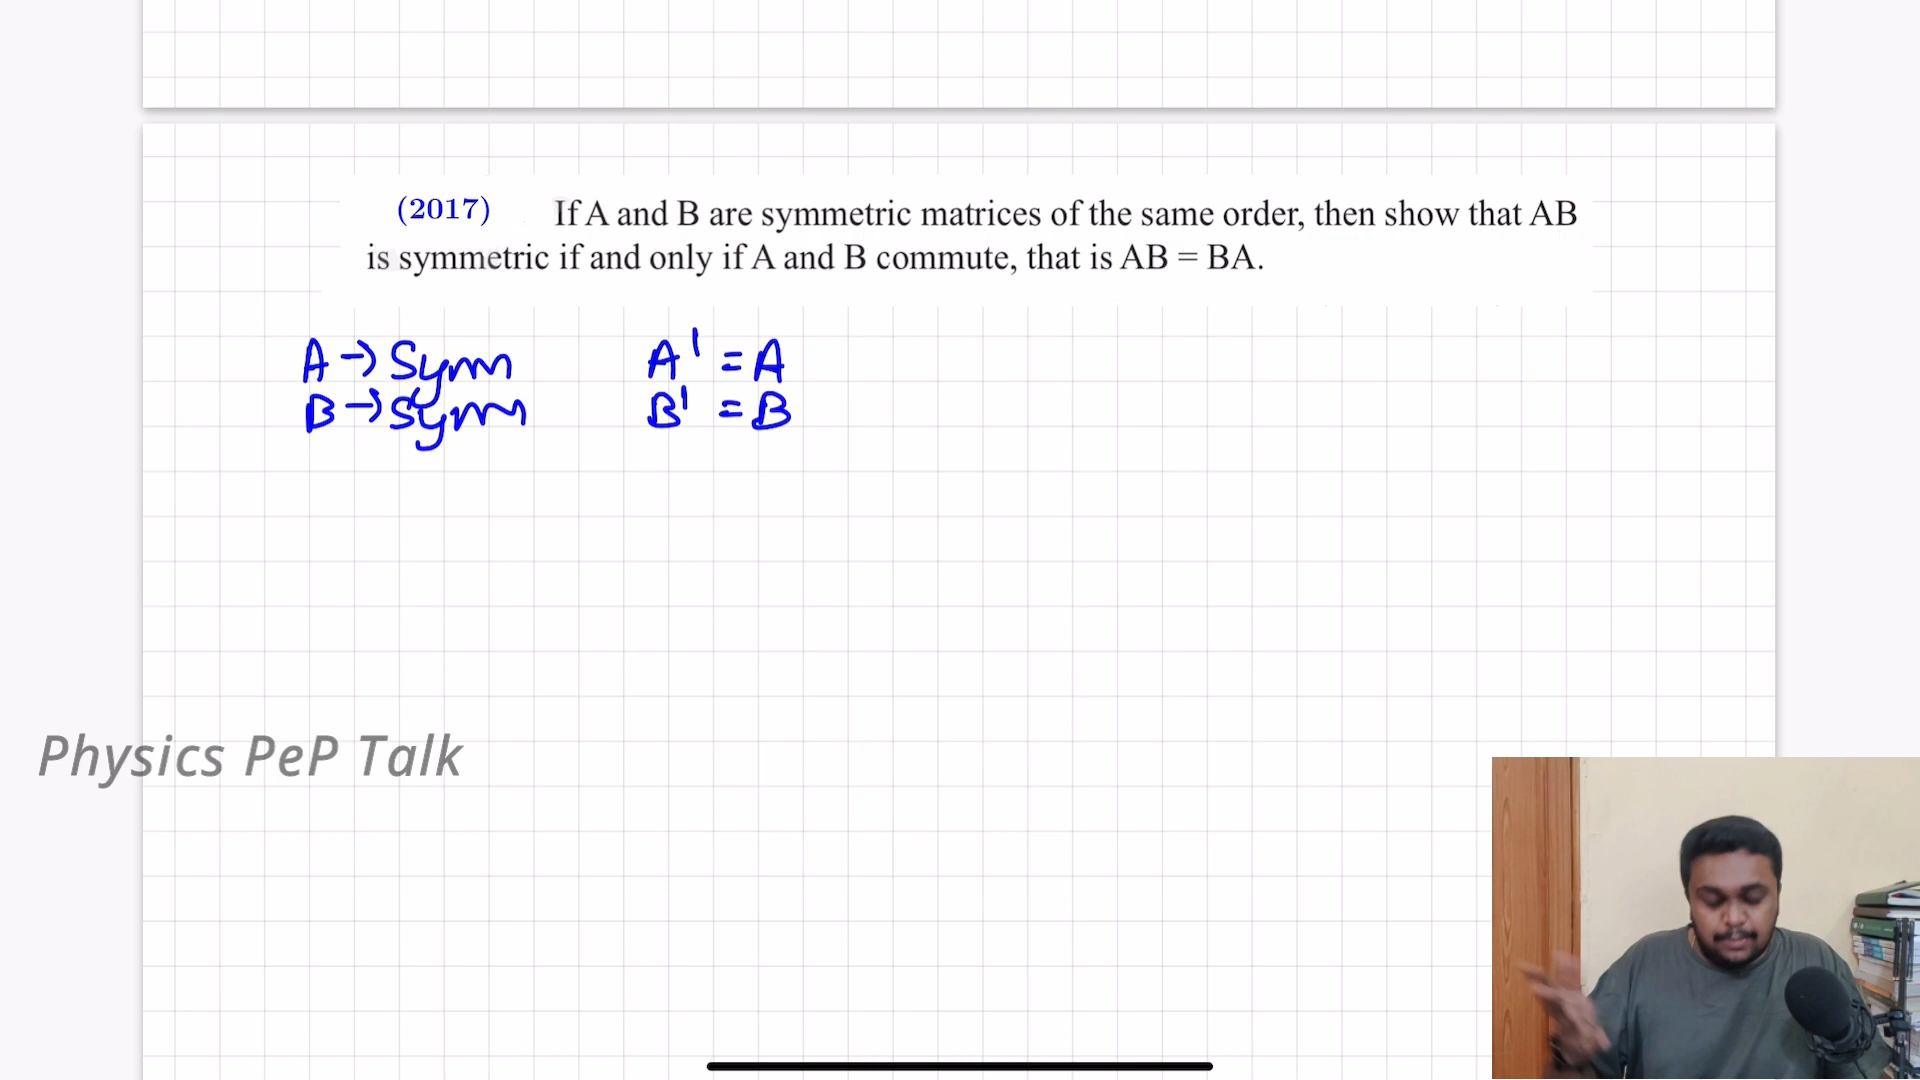 (2017) If A and B are symmetric matrices of the same order, then show that AB
is symmetric if and only if A and B commute, that is AB = BA.
A → Sym A' = A
B → Sym B' = B
Physics PeP Talk